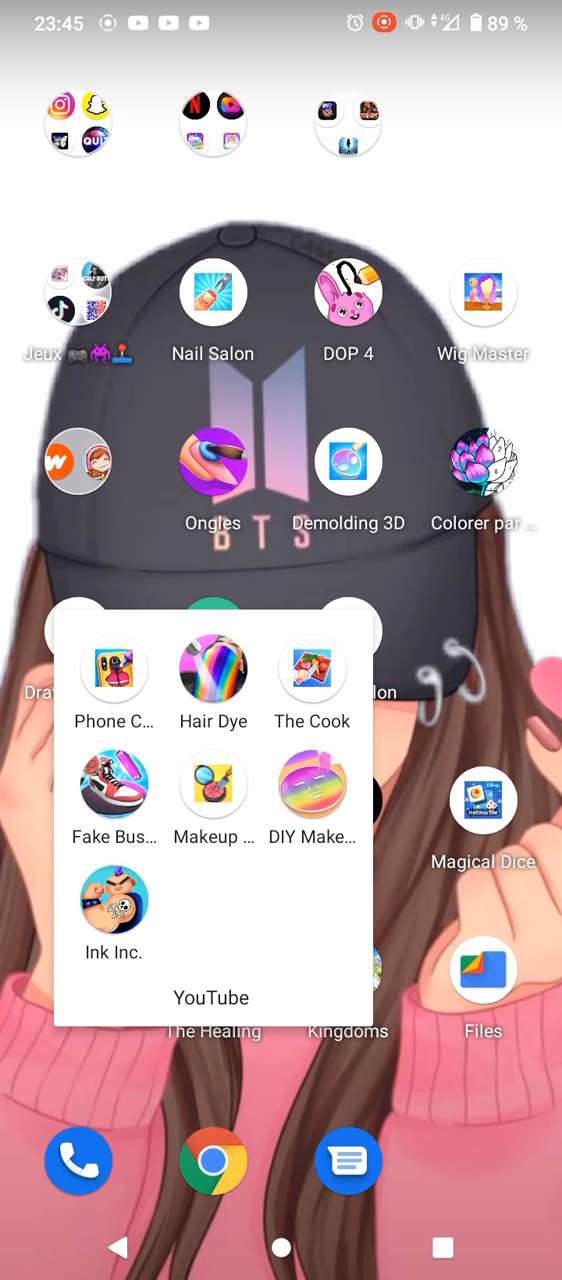 23:45 4G 89 %
Jeux 🎮👾🕹️ Nail Salon DOP 4 Wig Master
BTS
Ongles Demolding 3D Colorer par ...
Phone C... Hair Dye The Cook
Fake Bus... Makeup ... DIY Make...
Magical Dice
Ink Inc.
YouTube
The Healing Kingdoms Files